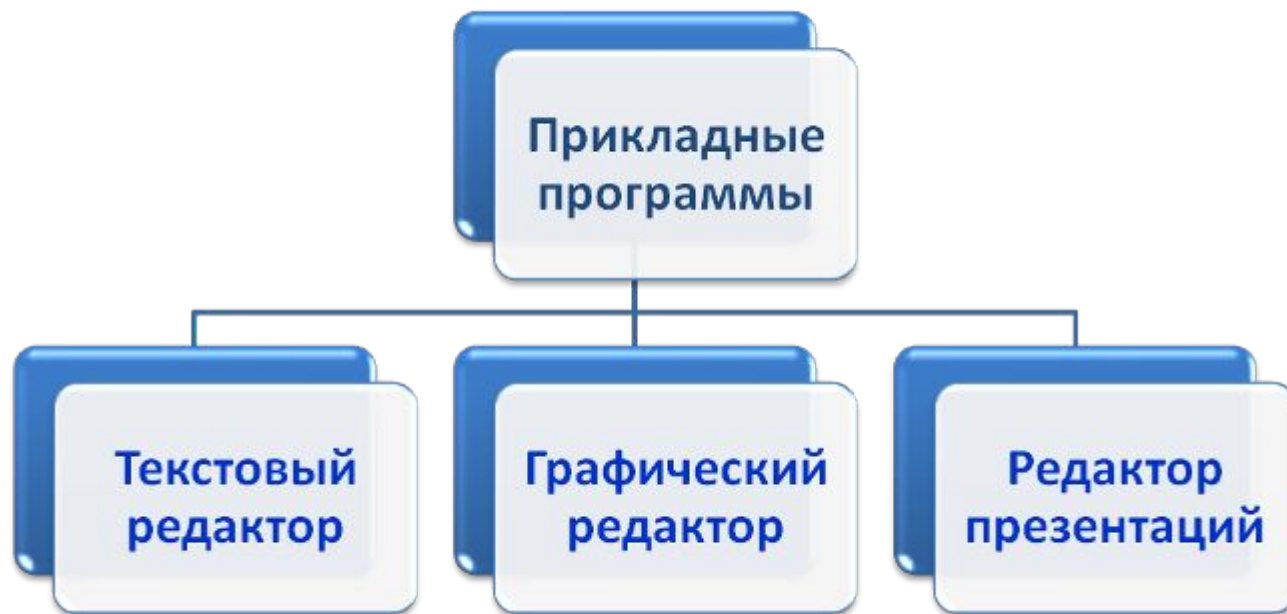 Прикладные
программы
Текстовый
редактор
Графический
редактор
Редактор
презентаций